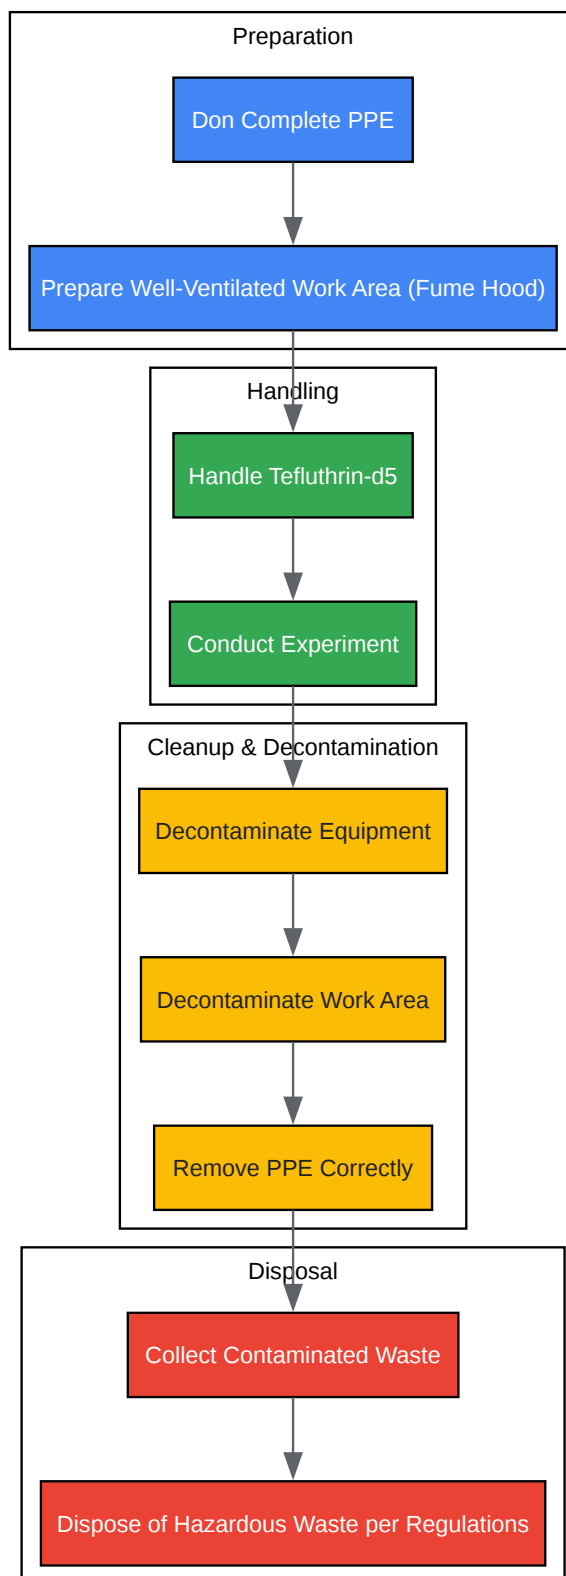 Preparation
Don Complete PPE
Prepare Well-Ventilated Work Area (Fume Hood)
Handling
Handle Tefluthrin-d5
Conduct Experiment
Cleanup & Decontamination
Decontaminate Equipment
Decontaminate Work Area
Remove PPE Correctly
Disposal
Collect Contaminated Waste
Dispose of Hazardous Waste per Regulations